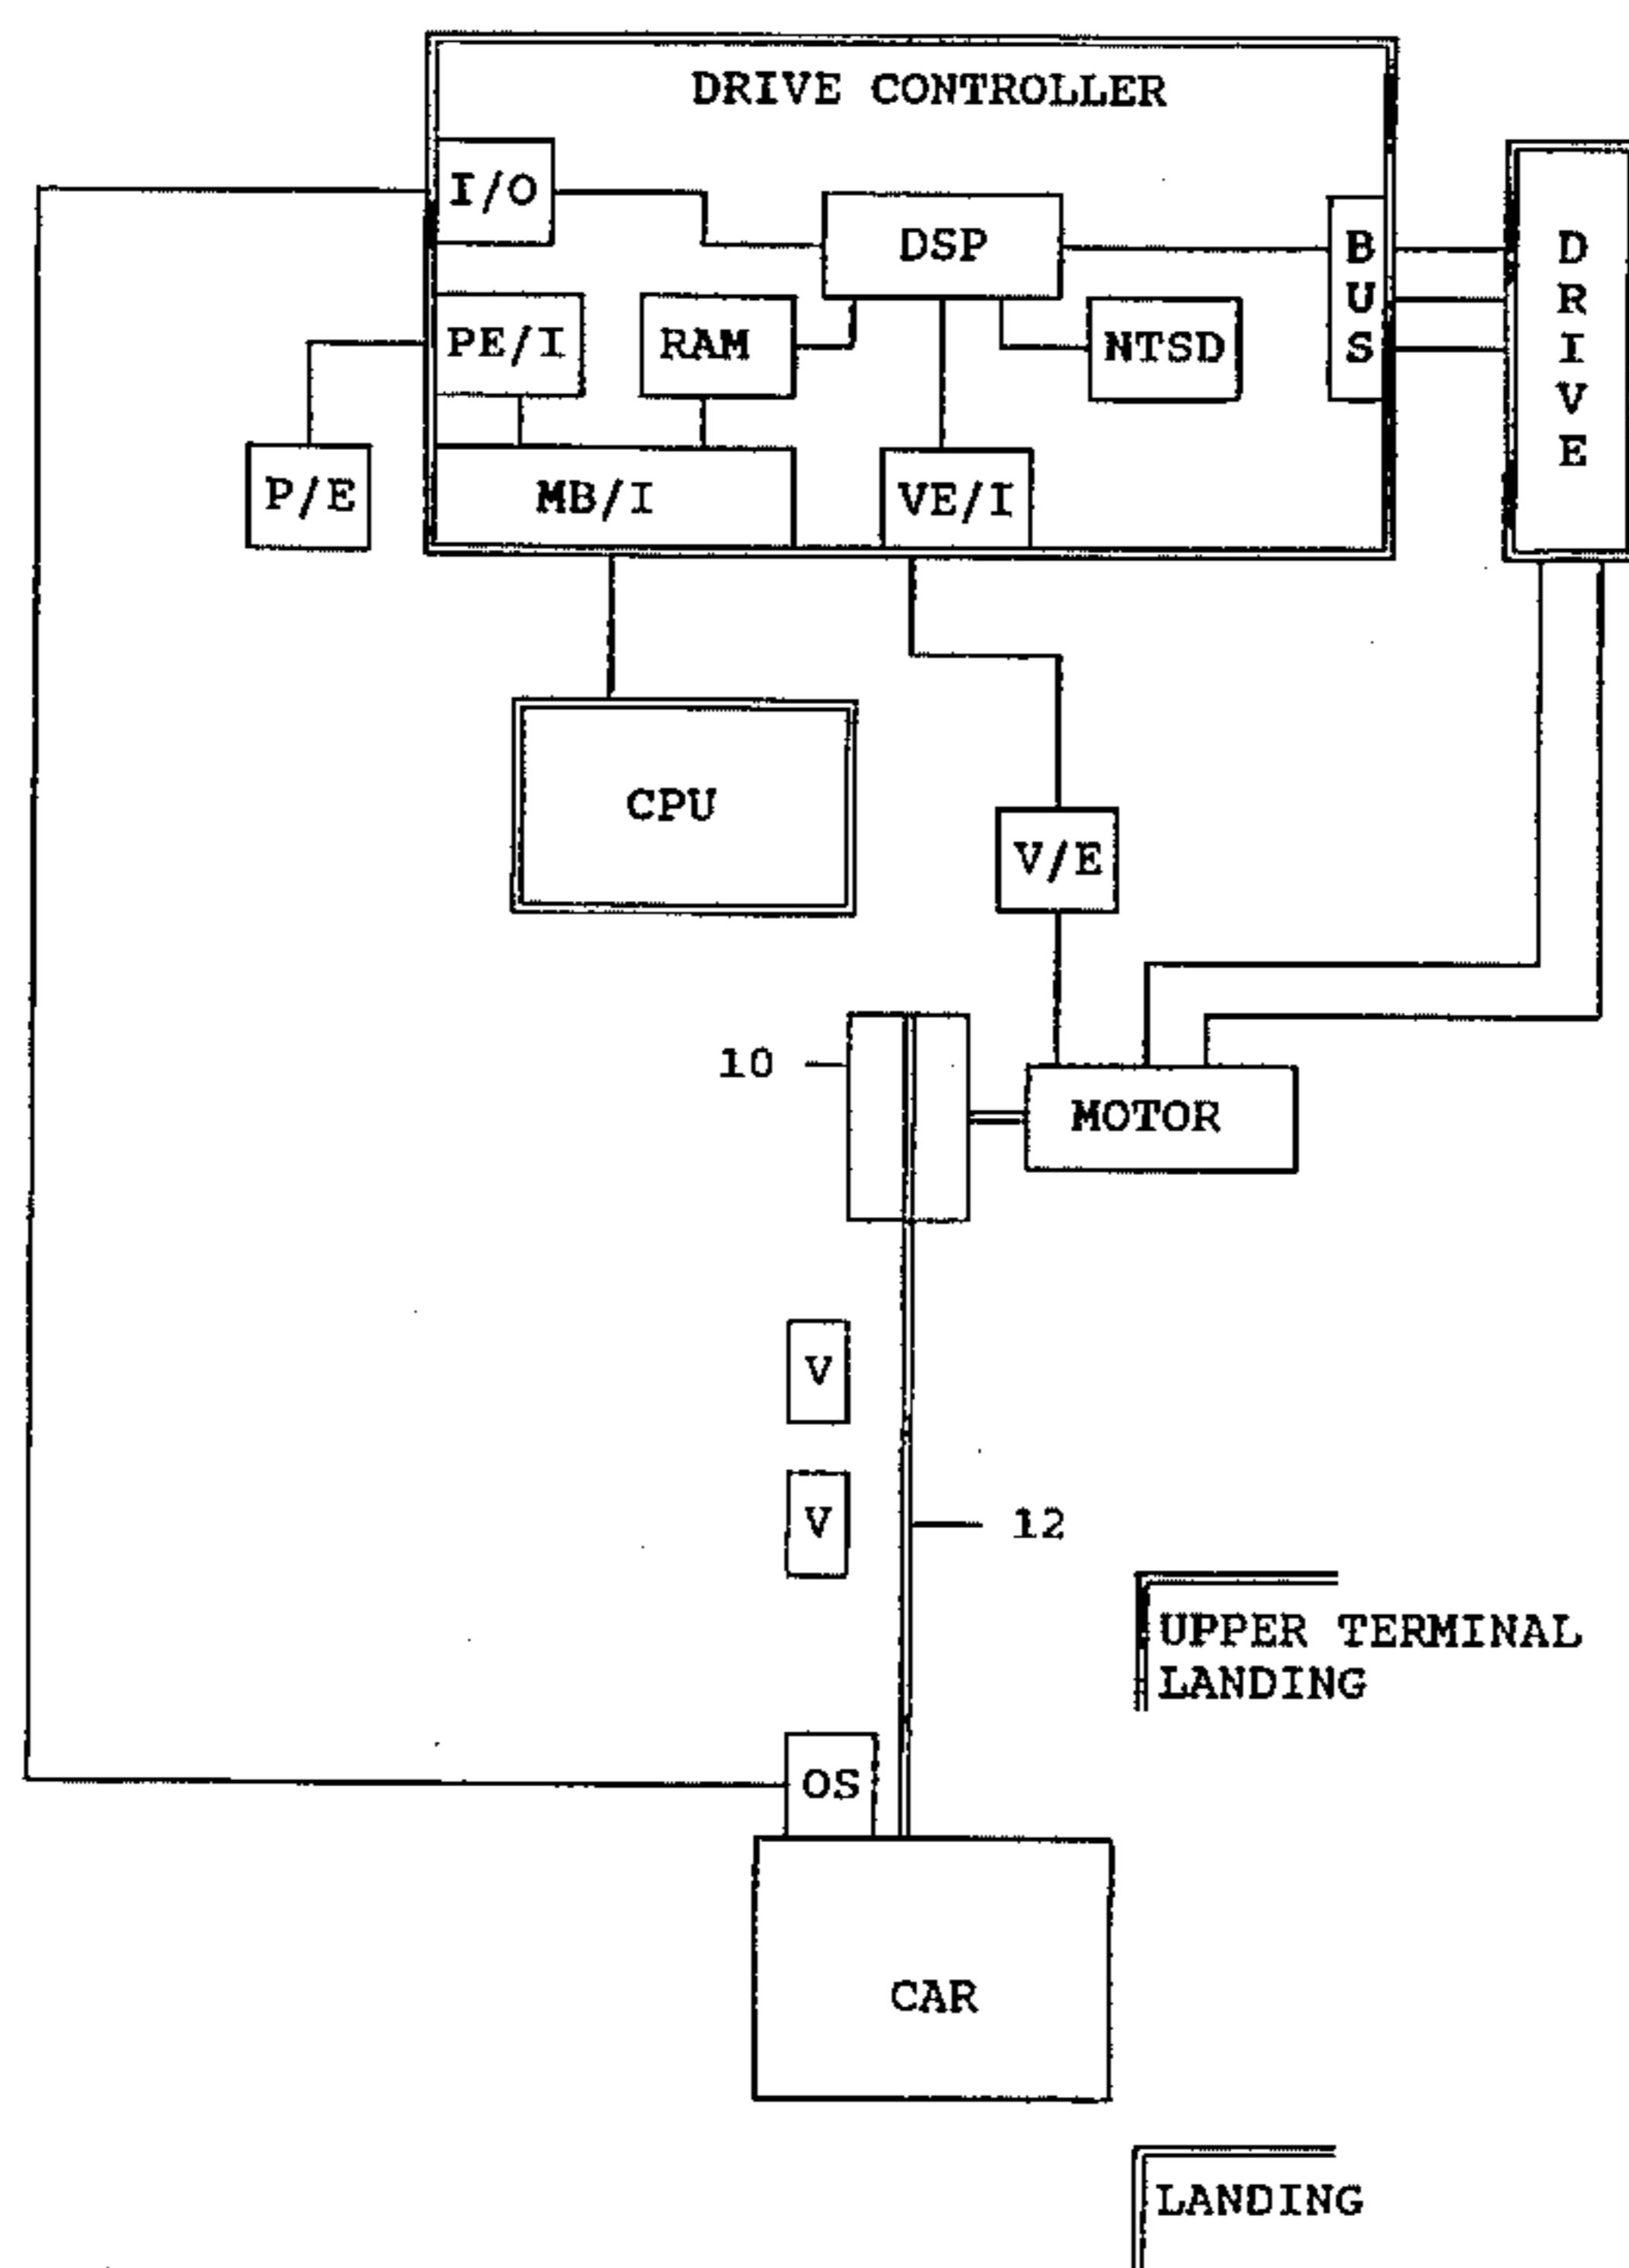 DRIVE CONTROLLER
I/O
DSP
BUS
DRIVE
PE/I
RAM
NTSD
P/E
MB/I
VE/I
CPU
V/E
10
MOTOR
V
V
12
UPPER TERMINAL
LANDING
OS
CAR
LANDING